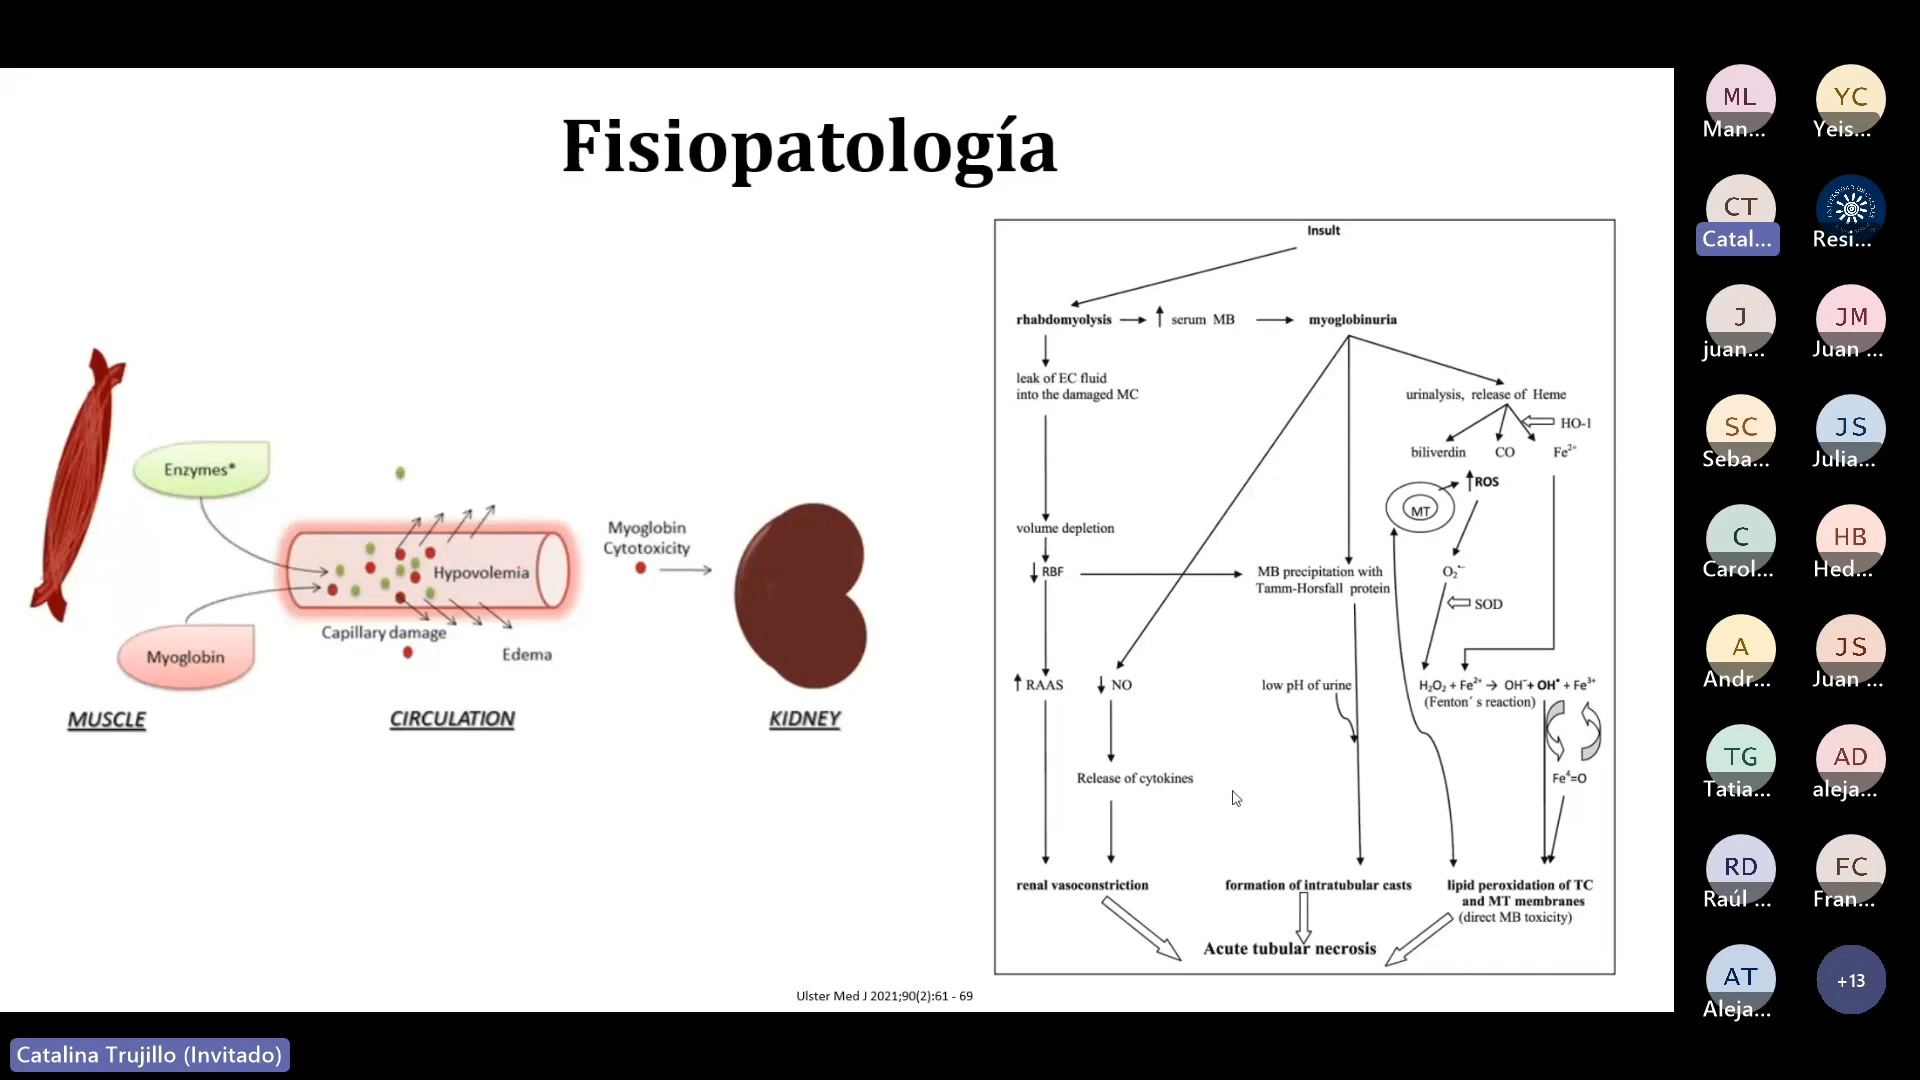 Fisiopatología
Enzymes*
Myoglobin
Hypovolemia
Capillary damage
Edema
Myoglobin
Cytotoxicity
MUSCLE
CIRCULATION
KIDNEY
Insult
rhabdomyolysis
↑ serum MB
myoglobinuria
leak of EC fluid
into the damaged MC
urinalysis, release of Heme
HO-1
biliverdin
CO
Fe²⁺
↑ROS
MT
volume depletion
↓ RBF
MB precipitation with
Tamm-Horsfall protein
O₂•⁻
SOD
↑ RAAS
↓ NO
low pH of urine
H₂O₂ + Fe²⁺ → OH⁻+ OH• + Fe³⁺
(Fenton´s reaction)
Release of cytokines
Fe⁴=O
renal vasoconstriction
formation of intratubular casts
lipid peroxidation of TC
and MT membranes
(direct MB toxicity)
Acute tubular necrosis
Ulster Med J 2021;90(2):61 - 69
ML
Man...
YC
Yeis...
CT
Catal...
Resi...
J
juan...
JM
Juan ...
SC
Seba...
JS
Julia...
C
Carol...
HB
Hed...
A
Andr...
JS
Juan ...
TG
Tatia...
AD
aleja...
RD
Raúl ...
FC
Fran...
AT
Aleja...
+13
Catalina Trujillo (Invitado)